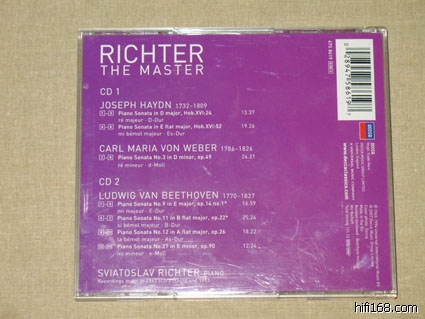 RICHTER
THE MASTER
CD 1
JOSEPH HAYDN 1732-1809
Piano Sonata in D major, Hob.XVI:24 13.37
ré majeur · D-Dur
Piano Sonata in E flat major, Hob.XVI:52 19.26
mi bémol majeur · Es-Dur
CARL MARIA VON WEBER 1786-1826
Piano Sonata No.3 in D minor, op.49 24.21
ré mineur · d-Moll
CD 2
LUDWIG VAN BEETHOVEN 1770-1827
Piano Sonata No.9 in E major, op.14 no.1*
mi majeur · E-Dur
Piano Sonata No.11 in B flat major, op.22* 25.26
si bémol majeur · B-Dur
Piano Sonata No.12 in A flat major, op.26 18.22
la bémol majeur · As-Dur
Piano Sonata No.27 in E minor, op.90 12.24
mi mineur · e-Moll
SVIATOSLAV RICHTER PIANO
DECCA
hifi168.com